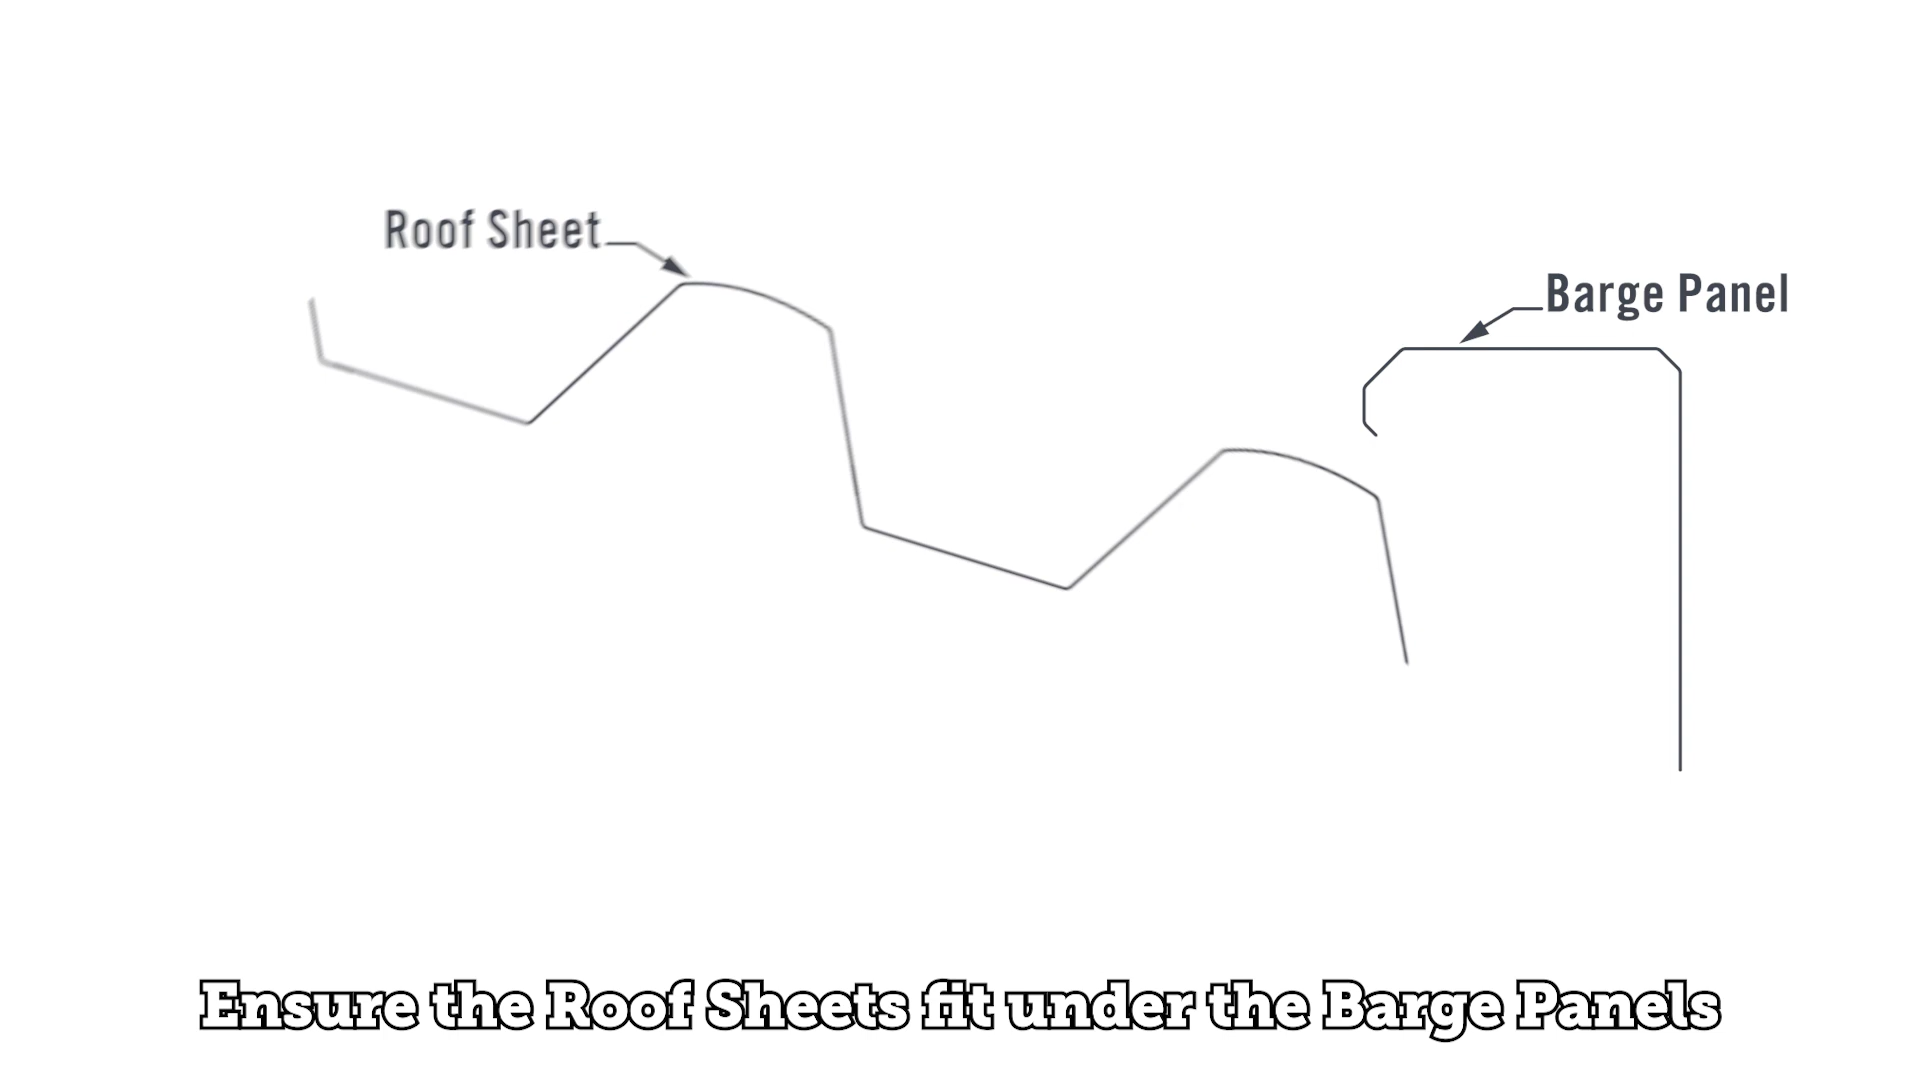 Roof Sheet
Barge Panel
Ensure the Roof Sheets fit under the Barge Panels